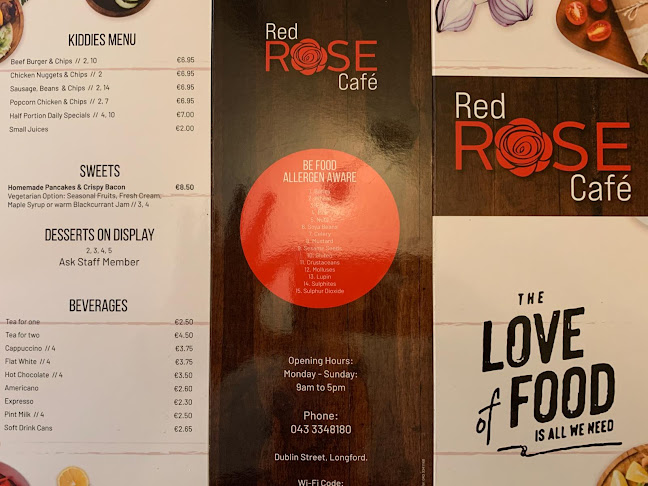 KIDDIES MENU
Beef Burger & Chips // 2, 10 €6.95
Chicken Nuggets & Chips // 2 €6.95
Sausage, Beans & Chips // 2, 14 €6.95
Popcorn Chicken & Chips // 2, 7 €6.95
Half Portion Daily Specials // 4, 10 €7.00
Small Juices €2.00
SWEETS
Homemade Pancakes & Crispy Bacon €8.50
Vegetarian Option: Seasonal Fruits, Fresh Cream,
Maple Syrup or warm Blackcurrant Jam // 3, 4
DESSERTS ON DISPLAY
2, 3, 4, 5
Ask Staff Member
BEVERAGES
Tea for one €2.50
Tea for two €4.50
Cappuccino // 4 €3.75
Flat White // 4 €3.75
Hot Chocolate // 4 €3.50
Americano €2.60
Expresso €2.30
Pint Milk // 4 €2.50
Soft Drink Cans €2.65
Red
ROSE
Café
BE FOOD
ALLERGEN AWARE
6. Soya Beans
7. Celery
8. Mustard
9. Sesame Seeds
11. Crustaceans
12. Molluses
13. Lupin
14. Sulphites
15. Sulphur Dioxide
Opening Hours:
Monday - Sunday:
9am to 5pm
Phone:
043 3348180
Dublin Street, Longford.
Wi-Fi Code:
Red
ROSE
Café
THE
LOVE
of FOOD
IS ALL WE NEED